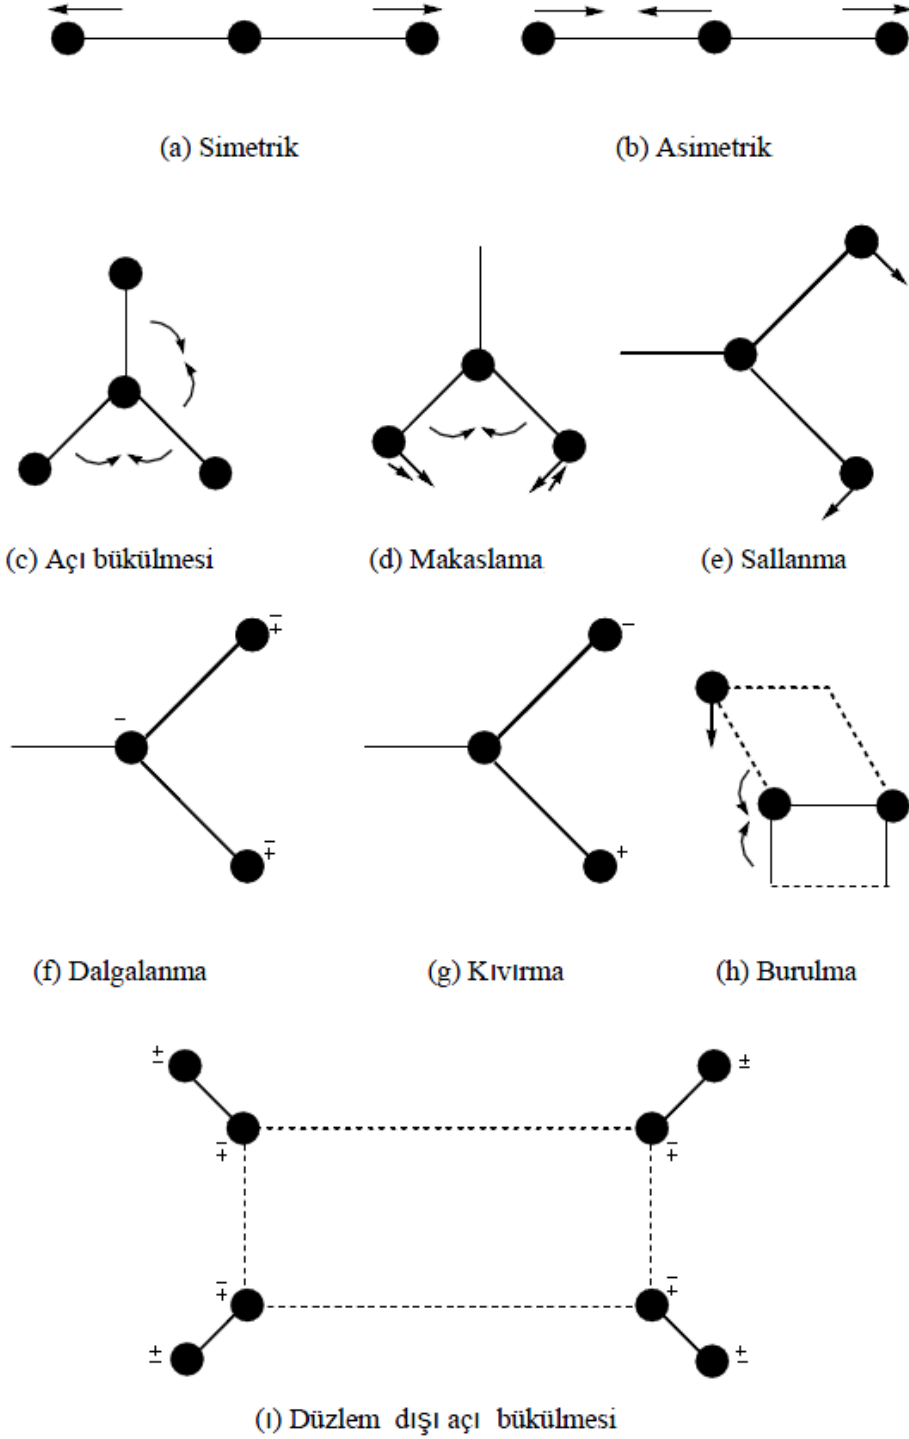 (a) Simetrik
(b) Asimetrik
(c) Açı bükülmesi
(d) Makaslama
(e) Sallanma
−
+
−
−
+
−
+
(f) Dalgalanma
(g) Kıvırma
(h) Burulma
±
±
−
+
−
+
−
+
−
+
±
±
(ı) Düzlem dışı açı bükülmesi